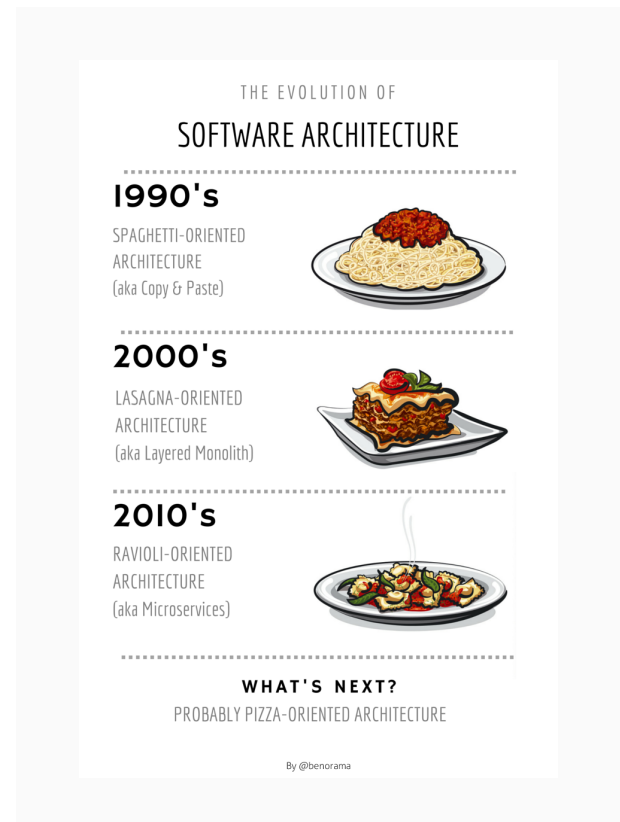 THE EVOLUTION OF
SOFTWARE ARCHITECTURE
1990's
SPAGHETTI-ORIENTED
ARCHITECTURE
(aka Copy & Paste)
2000's
LASAGNA-ORIENTED
ARCHITECTURE
(aka Layered Monolith)
2010's
RAVIOLI-ORIENTED
ARCHITECTURE
(aka Microservices)
WHAT'S NEXT?
PROBABLY PIZZA-ORIENTED ARCHITECTURE
By @benorama